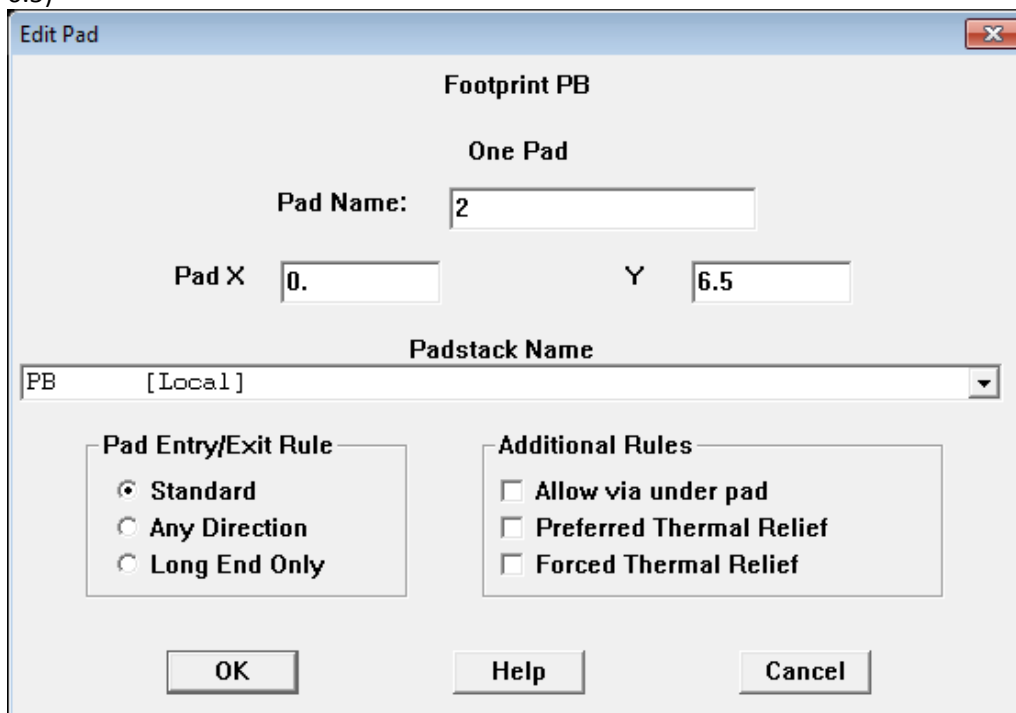 6.5)
Edit Pad
Footprint PB
One Pad
Pad Name: 2
Pad X 0. Y 6.5
Padstack Name
PB [Local]
Pad Entry/Exit Rule
Standard
Any Direction
Long End Only
Additional Rules
Allow via under pad
Preferred Thermal Relief
Forced Thermal Relief
OK Help Cancel